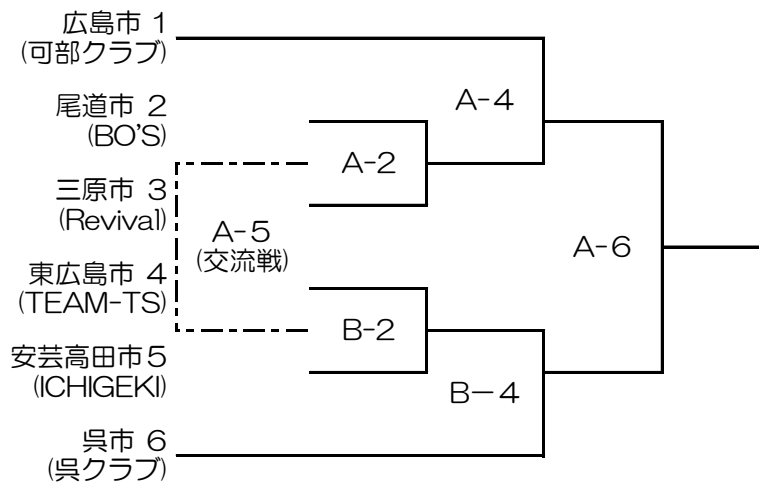 広島市 1
(可部クラブ)
A-4
尾道市 2
(BO'S)
A-2
三原市 3
(Revival)
A-5
(交流戦)
A-6
東広島市 4
(TEAM-TS)
B-2
安芸高田市5
(ICHIGEKI)
B-4
呉市 6
(呉クラブ)